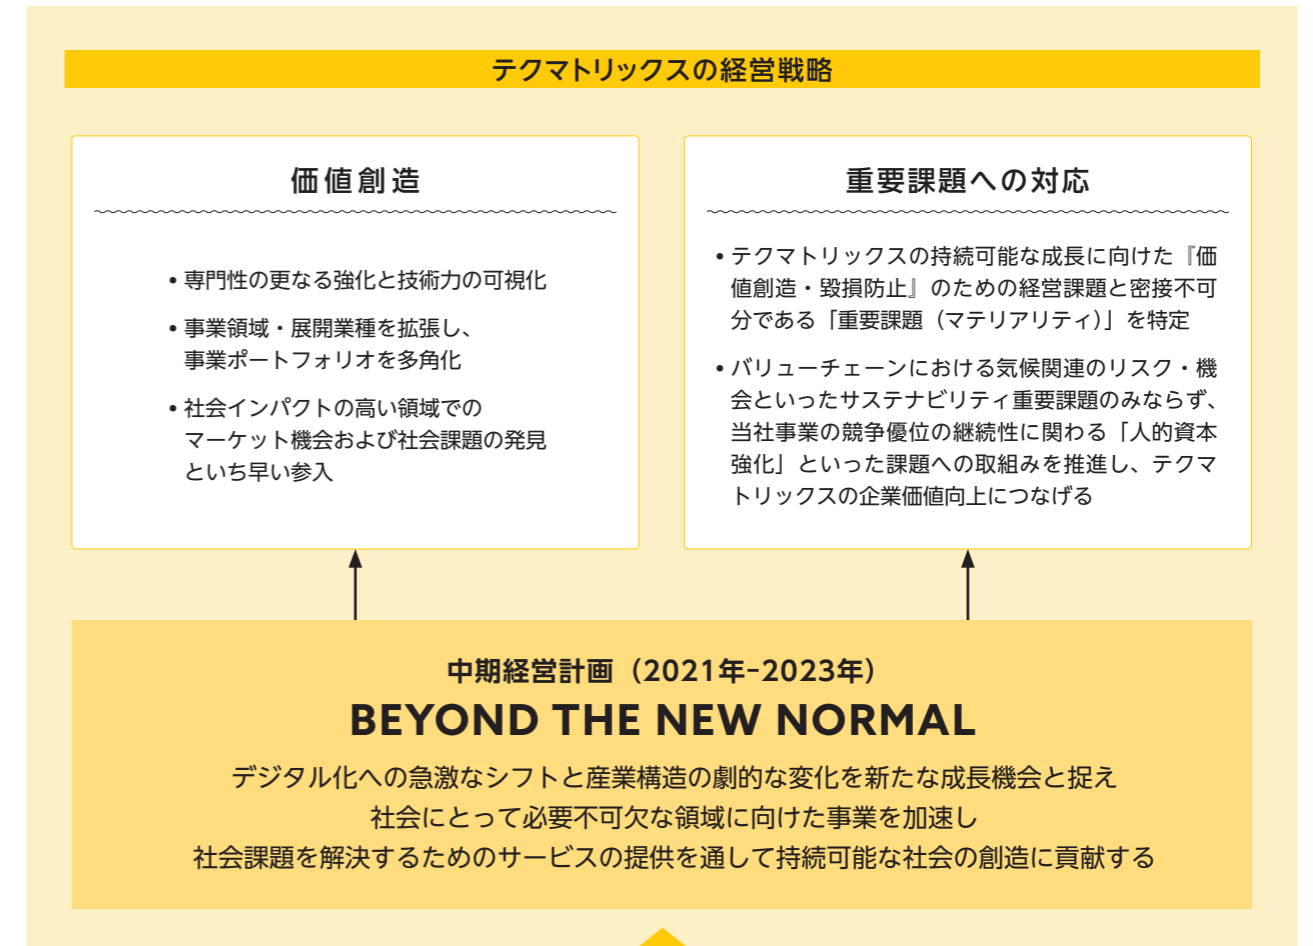 テクマトリックスの経営戦略
価値創造
• 専門性の更なる強化と技術力の可視化
• 事業領域・展開業種を拡張し、
事業ポートフォリオを多角化
• 社会インパクトの高い領域での
マーケット機会および社会課題の発見
といち早い参入
重要課題への対応
• テクマトリックスの持続可能な成長に向けた『価
値創造・毀損防止』のための経営課題と密接不可
分である「重要課題（マテリアリティ）」を特定
• バリューチェーンにおける気候関連のリスク・機
会といったサステナビリティ重要課題のみならず、
当社事業の競争優位の継続性に関わる「人的資本
強化」といった課題への取組みを推進し、テクマ
トリックスの企業価値向上につなげる
中期経営計画（2021年-2023年）
BEYOND THE NEW NORMAL
デジタル化への急激なシフトと産業構造の劇的な変化を新たな成長機会と捉え
社会にとって必要不可欠な領域に向けた事業を加速し
社会課題を解決するためのサービスの提供を通して持続可能な社会の創造に貢献する